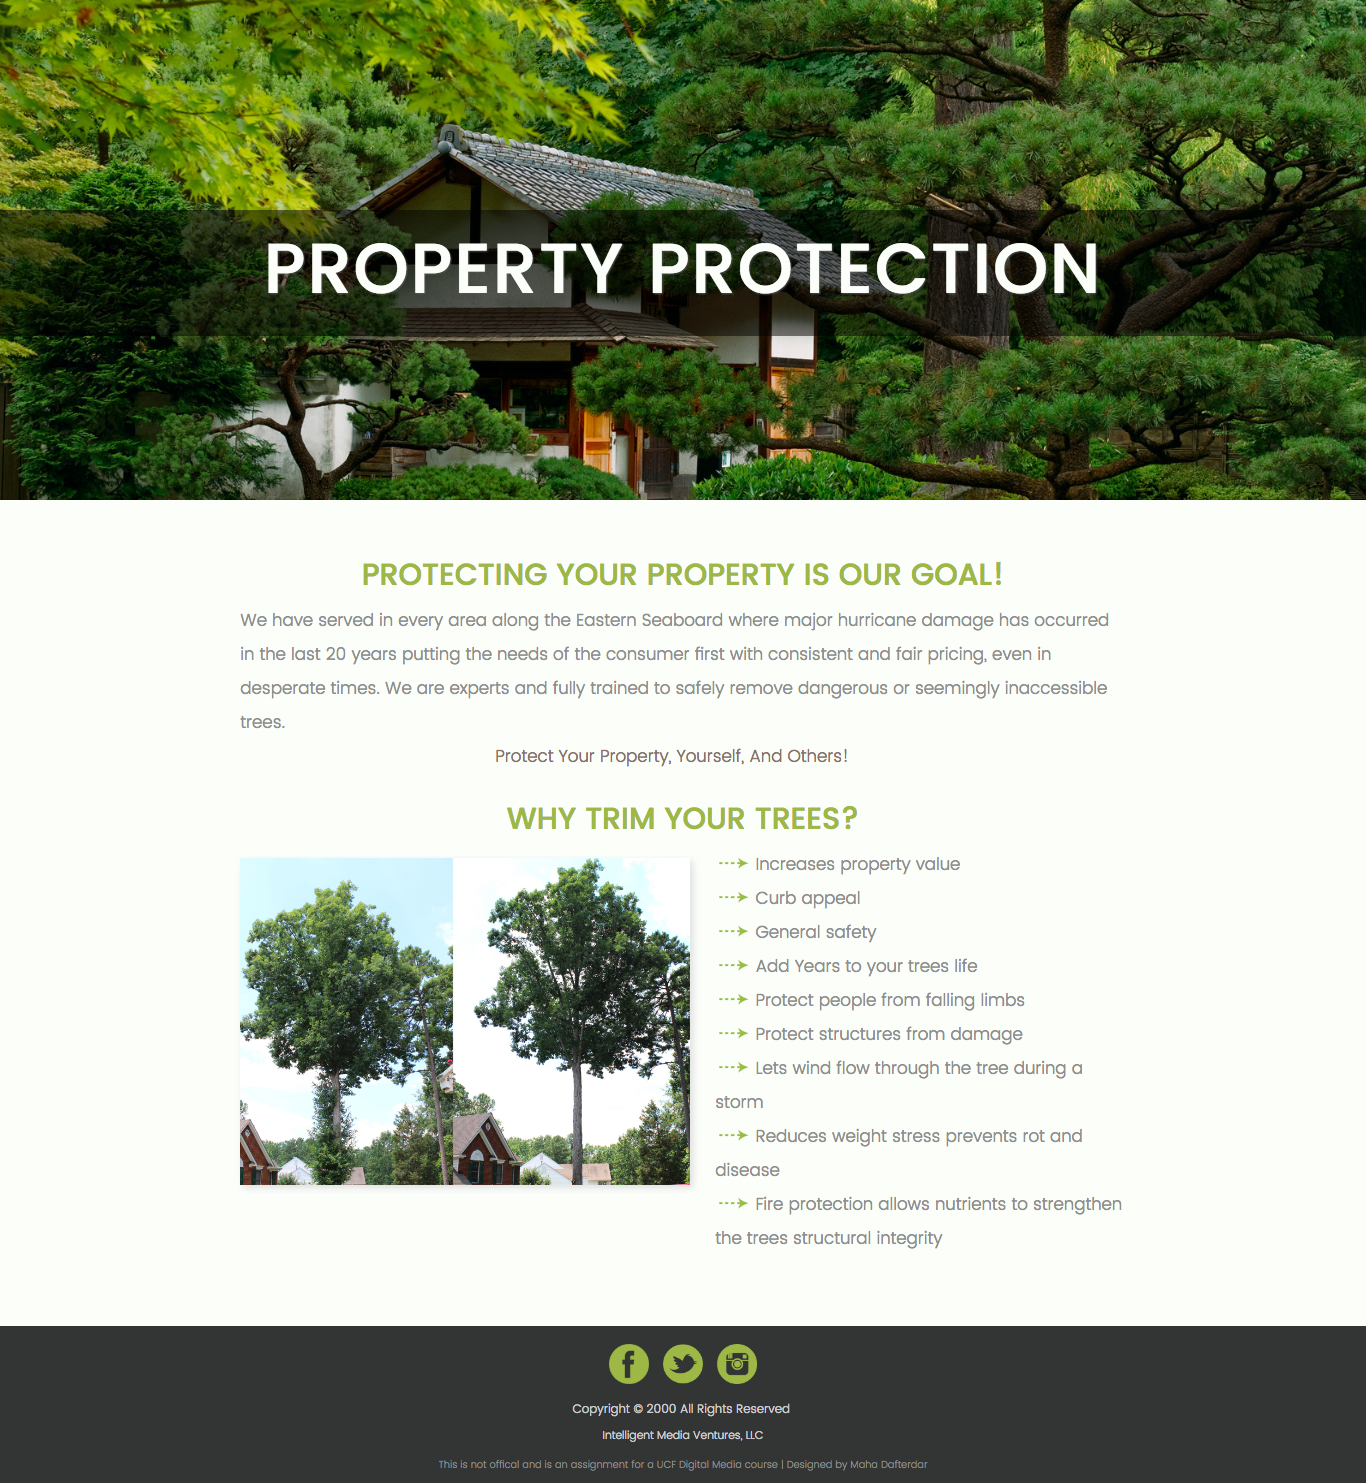 PROPERTY PROTECTION
PROTECTING YOUR PROPERTY IS OUR GOAL!
We have served in every area along the Eastern Seaboard where major hurricane damage has occurred
in the last 20 years putting the needs of the consumer first with consistent and fair pricing, even in
desperate times. We are experts and fully trained to safely remove dangerous or seemingly inaccessible
trees.
Protect Your Property, Yourself, And Others!
WHY TRIM YOUR TREES?
Increases property value
Curb appeal
General safety
Add Years to your trees life
Protect people from falling limbs
Protect structures from damage
Lets wind flow through the tree during a
storm
Reduces weight stress prevents rot and
disease
Fire protection allows nutrients to strengthen
the trees structural integrity
Copyright © 2000 All Rights Reserved
Intelligent Media Ventures, LLC
This is not offical and is an assignment for a UCF Digital Media course | Designed by Maha Dafterdar